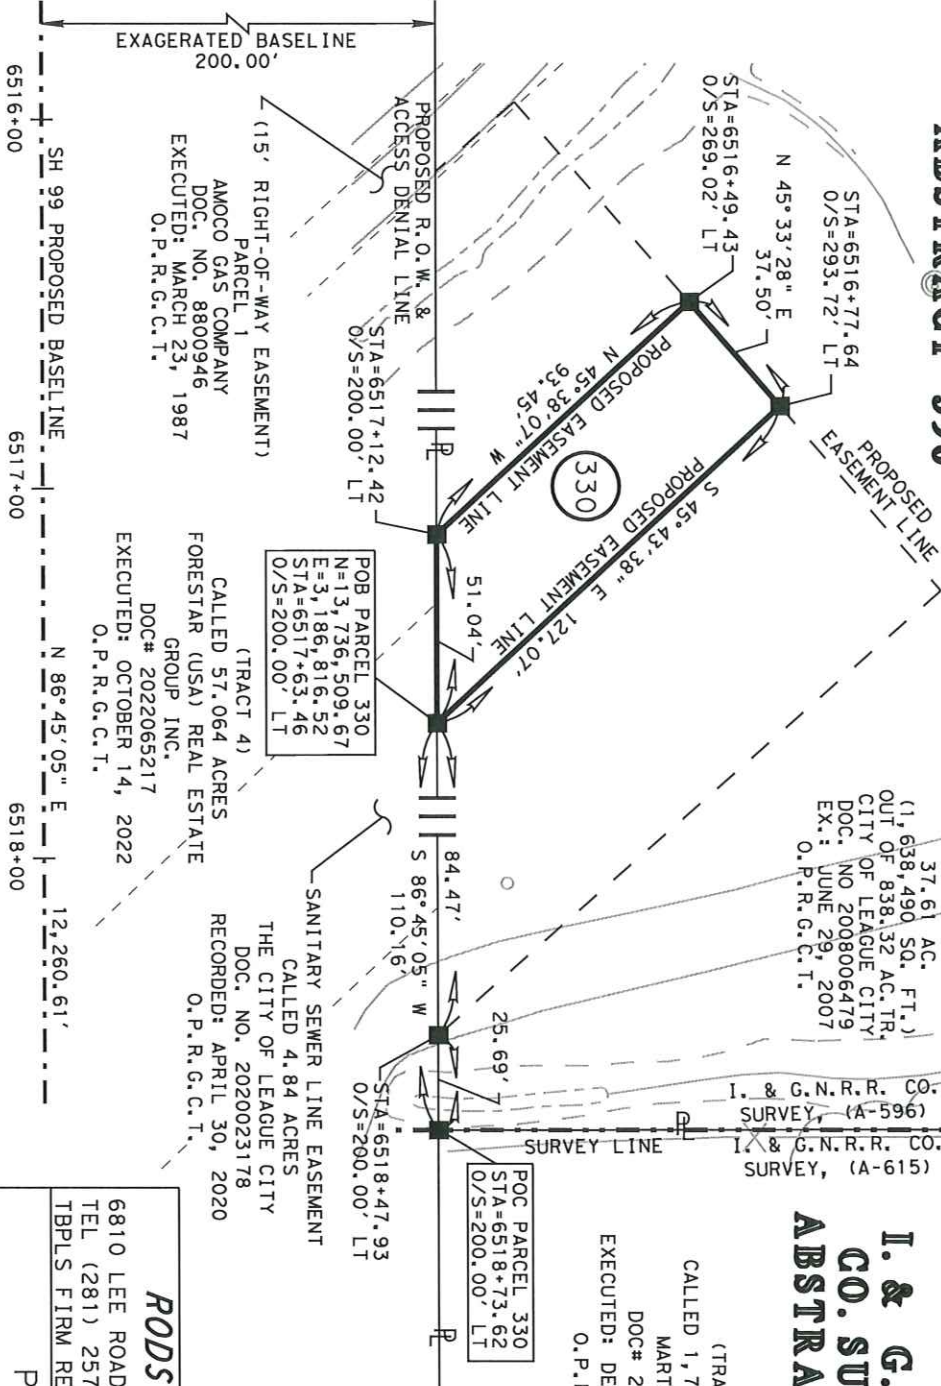 EXAGERATED BASELINE
200.00'
6516+00
6517+00
6518+00
SH 99 PROPOSED BASELINE
N 86°45'05" E
12,260.61'
(15' RIGHT-OF-WAY EASEMENT)
PARCEL 1
AMOCO GAS COMPANY
DOC. NO. 8800946
EXECUTED: MARCH 23, 1987
O.P.R.G.C.T.
PROPOSED R.O.W. &
ACCESS DENIAL LINE
STA=6516+49.43
O/S=269.02' LT
N 45°33'28" E
37.50'
STA=6516+77.64
O/S=293.72' LT
PROPOSED
EASEMENT LINE
PROPOSED EASEMENT LINE
N 45°38'07" W
93.45'
330
S 45°43'38" E
127.07'
PROPOSED EASEMENT LINE
STA=6517+12.42
O/S=200.00' LT
PL
51.04'
POB PARCEL 330
N=13,736,509.67
E=3,186,816.52
STA=6517+63.46
O/S=200.00' LT
(TRACT 4)
CALLED 57.064 ACRES
FORESTAR (USA) REAL ESTATE
GROUP INC.
DOC# 2022065217
EXECUTED: OCTOBER 14, 2022
O.P.R.G.C.T.
37.61 AC.
(1,638,490 SQ. FT.)
OUT OF 838.32 AC.TR.
CITY OF LEAGUE CITY
DOC. NO 2008006479
EX.: JUNE 29, 2007
O.P.R.G.C.T.
84.47'
S 86°45'05" W
110.16'
25.69'
SANITARY SEWER LINE EASEMENT
CALLED 4.84 ACRES
THE CITY OF LEAGUE CITY
DOC. NO. 2020023178
RECORDED: APRIL 30, 2020
O.P.R.G.C.T.
STA=6518+47.93
O/S=200.00' LT
I. & G.N.R.R. CO.
SURVEY, (A-596)
SURVEY LINE
PL
I. & G.N.R.R. CO.
SURVEY, (A-615)
POC PARCEL 330
STA=6518+73.62
O/S=200.00' LT
PL
I. & G.
CO. SU
ABSTRA
(TRA
CALLED 1,7
MART
DOC# 2
EXECUTED: DE
O.P.
RODS
6810 LEE ROAD
TEL (281) 257
TBPLS FIRM RE
P